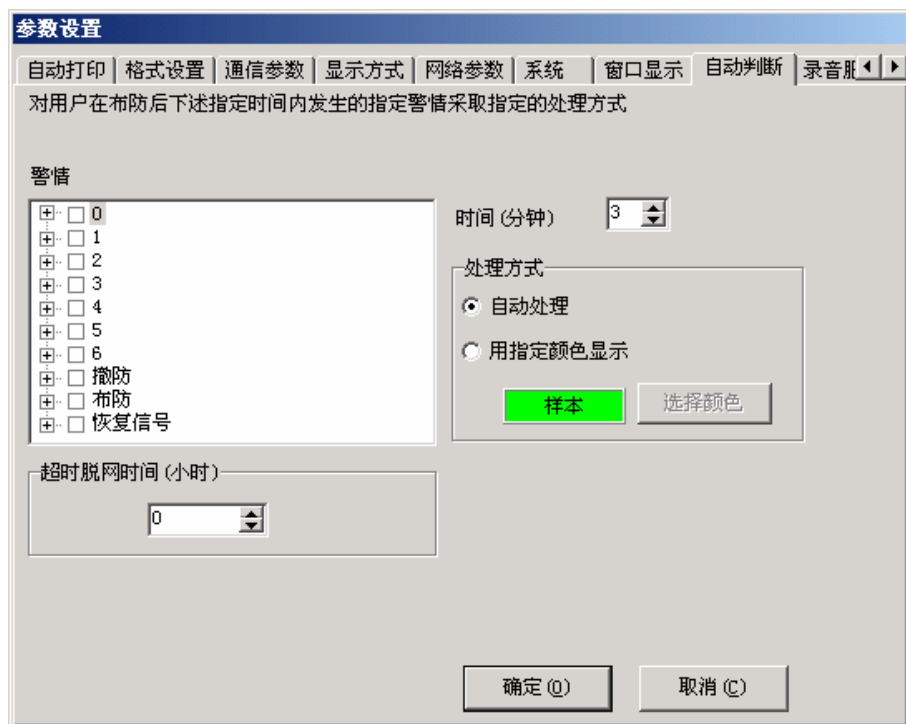 参数设置
自动打印 格式设置 通信参数 显示方式 网络参数 系统 窗口显示 自动判断 录音服
对用户在布防后下述指定时间内发生的指定警情采取指定的处理方式
警情
0
1
2
3
4
5
6
撤防
布防
恢复信号
时间(分钟) 3
处理方式
自动处理
用指定颜色显示
样本 选择颜色
超时脱网时间(小时)
0
确定(O) 取消(C)